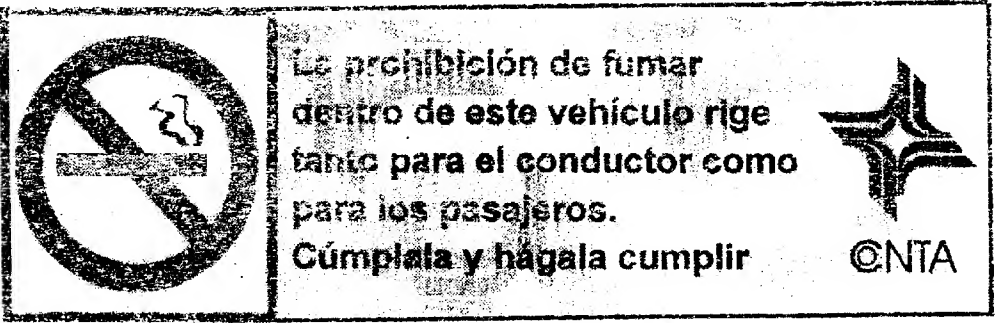 La prohibición de fumar
dentro de este vehículo rige
tanto para el conductor como
para los pasajeros.
Cúmplala y hágala cumplir
CNTA